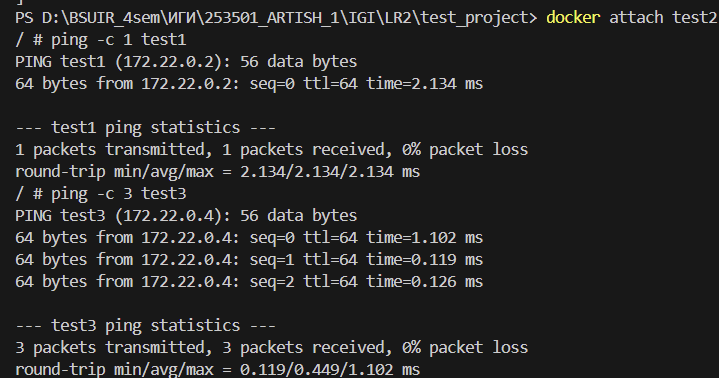 ]
PS D:\BSUIR_4sem\ИГИ\253501_ARTISH_1\IGI\LR2\test_project> docker attach test2
/ # ping -c 1 test1
PING test1 (172.22.0.2): 56 data bytes
64 bytes from 172.22.0.2: seq=0 ttl=64 time=2.134 ms

--- test1 ping statistics ---
1 packets transmitted, 1 packets received, 0% packet loss
round-trip min/avg/max = 2.134/2.134/2.134 ms
/ # ping -c 3 test3
PING test3 (172.22.0.4): 56 data bytes
64 bytes from 172.22.0.4: seq=0 ttl=64 time=1.102 ms
64 bytes from 172.22.0.4: seq=1 ttl=64 time=0.119 ms
64 bytes from 172.22.0.4: seq=2 ttl=64 time=0.126 ms

--- test3 ping statistics ---
3 packets transmitted, 3 packets received, 0% packet loss
round-trip min/avg/max = 0.119/0.449/1.102 ms